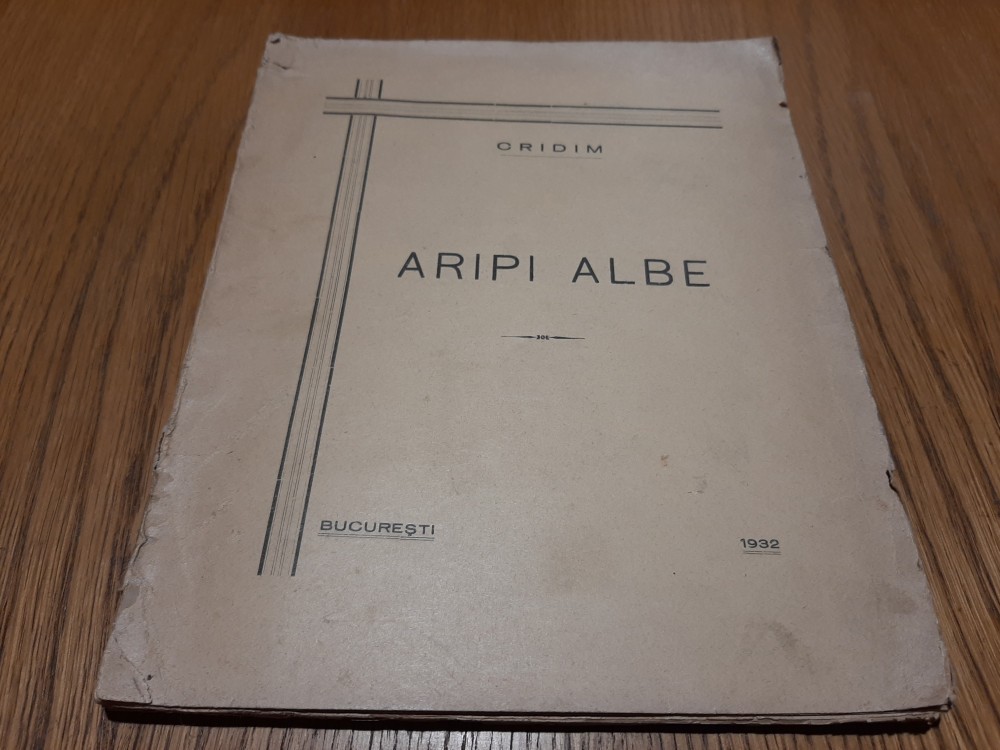 CRIDIM
ARIPI ALBE
BUCUREŞTI
1932